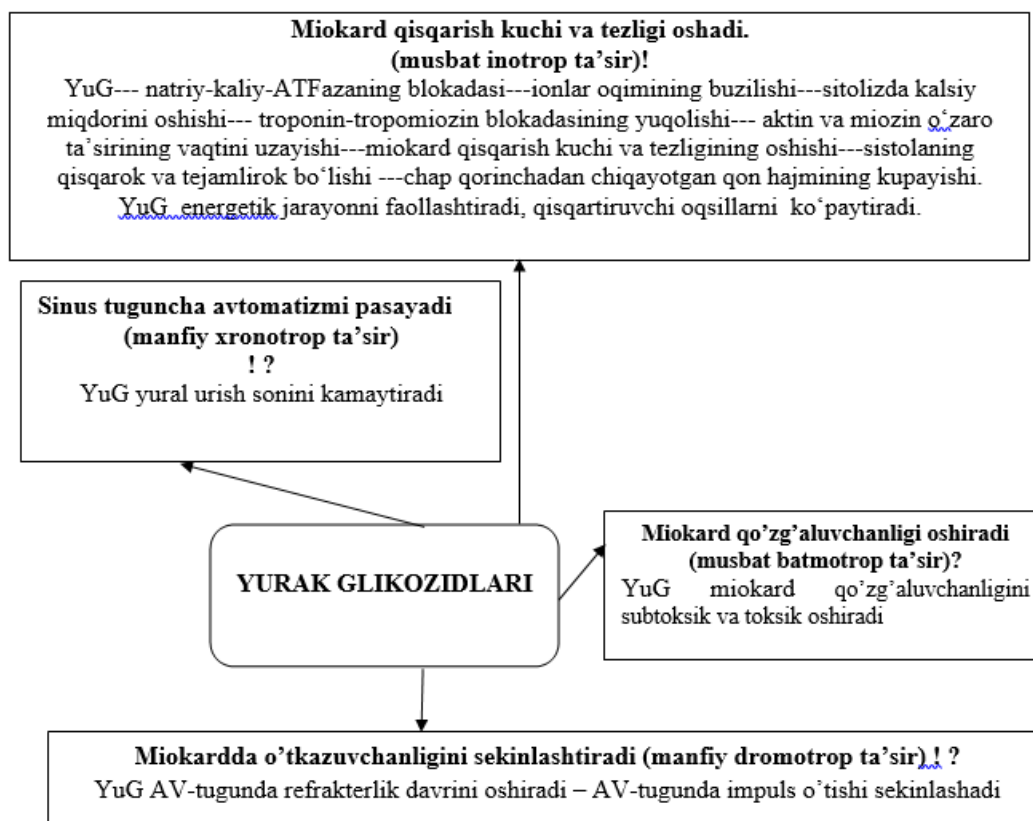 Miokard qisqarish kuchi va tezligi oshadi.
(musbat inotrop ta’sir)!
YuG--- natriy-kaliy-ATFazaning blokadasi---ionlar oqimining buzilishi---sitolizda kalsiy
miqdorini oshishi--- troponin-tropomiozin blokadasining yuqolishi--- aktin va miozin o‘zaro
ta’sirining vaqtini uzayishi---miokard qisqarish kuchi va tezligining oshishi---sistolaning
qisqarok va tejamlirok bo‘lishi ---chap qorinchadan chiqayotgan qon hajmining kupayishi.
YuG energetik jarayonni faollashtiradi, qisqartiruvchi oqsillarni ko‘paytiradi.
Sinus tuguncha avtomatizmi pasayadi
(manfiy xronotrop ta’sir)
! ?
YuG yural urish sonini kamaytiradi
YURAK GLIKOZIDLARI
Miokard qo’zg’aluvchanligi oshiradi
(musbat batmotrop ta’sir)?
YuG miokard qo’zg’aluvchanligini
subtoksik va toksik oshiradi
Miokardda o’tkazuvchanligini sekinlashtiradi (manfiy dromotrop ta’sir) ! ?
YuG AV-tugunda refrakterlik davrini oshiradi – AV-tugunda impuls o’tishi sekinlashadi